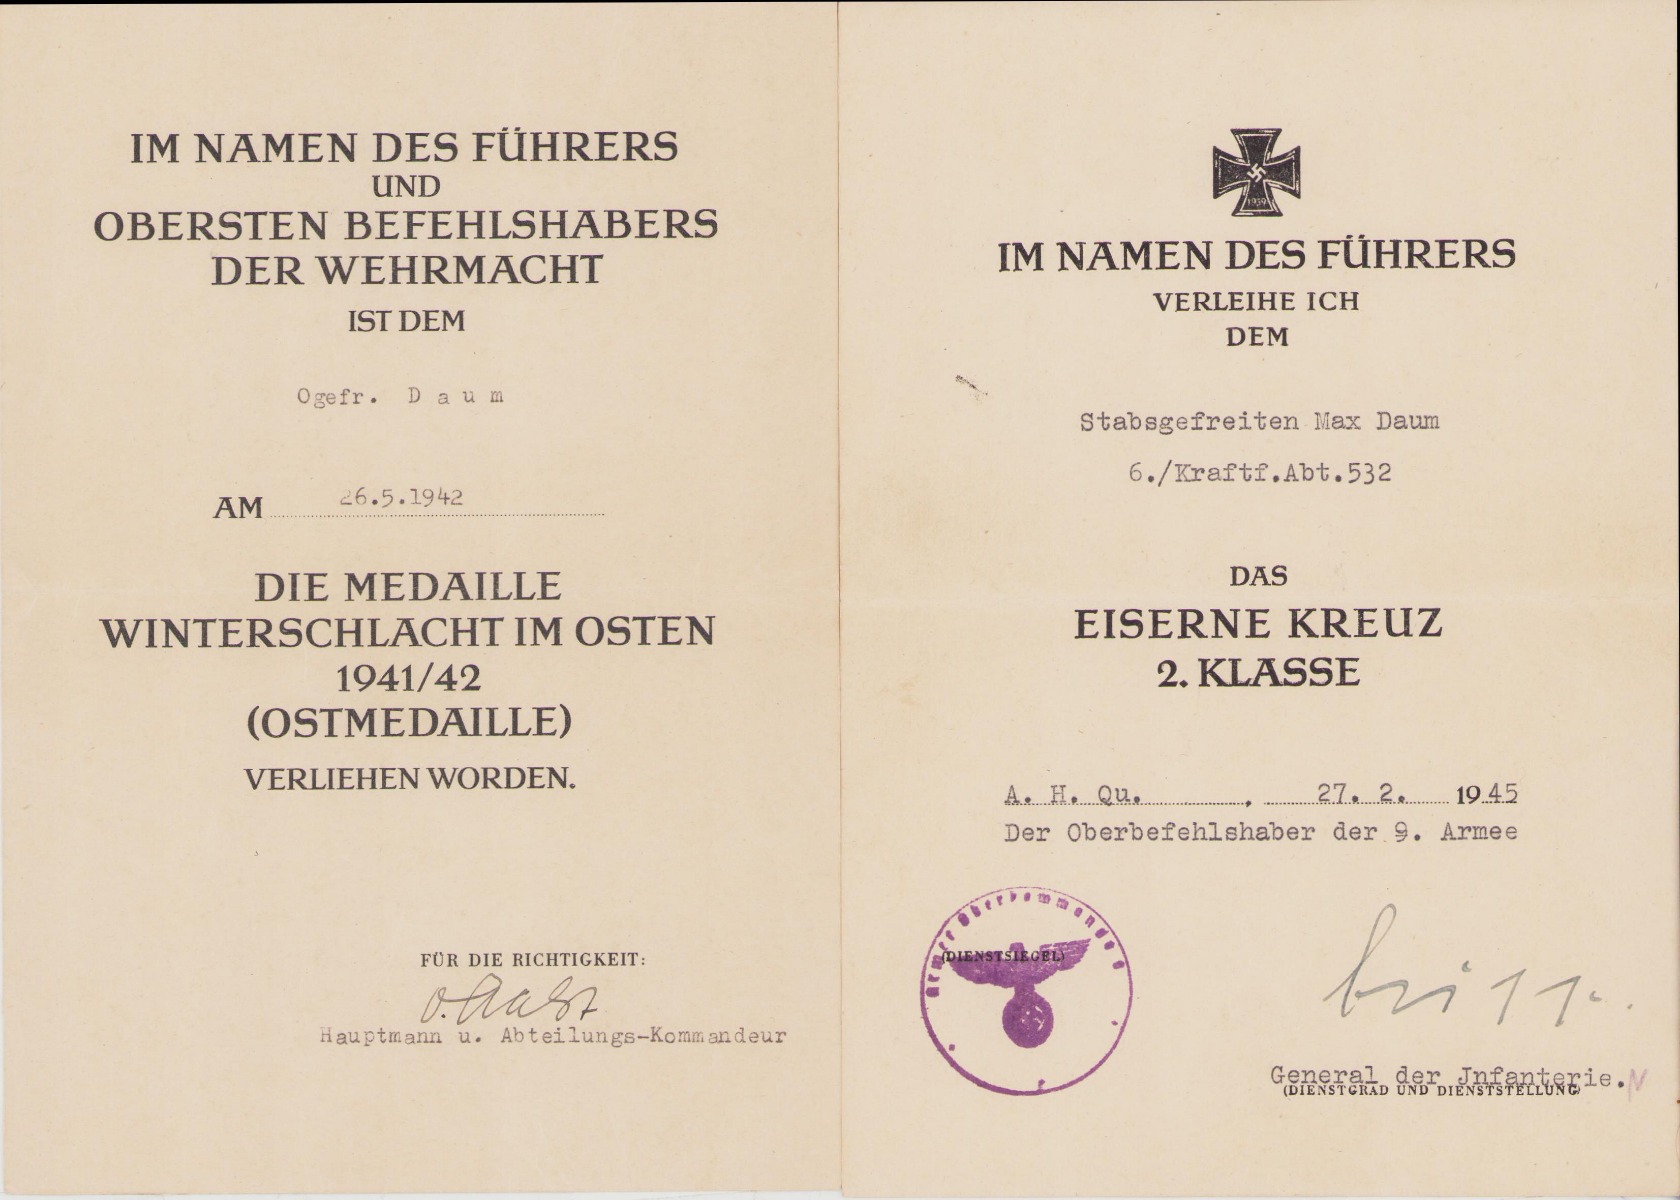 IM NAMEN DES FÜHRERS
UND
OBERSTEN BEFEHLSHABERS
DER WEHRMACHT
IST DEM
Ogefr. Daum
AM 26.5.1942
DIE MEDAILLE
WINTERSCHLACHT IM OSTEN
1941/42
(OSTMEDAILLE)
VERLIEHEN WORDEN.
FÜR DIE RICHTIGKEIT:
Hauptmann u. Abteilungs-Kommandeur
1939
IM NAMEN DES FÜHRERS
VERLEIHE ICH
DEM
Stabsgefreiten Max Daum
6./Kraftf.Abt.532
DAS
EISERNE KREUZ
2. KLASSE
A. H. Qu. , 27. 2. 1945
Der Oberbefehlshaber der 9. Armee
Armee Oberkommando
(DIENSTSIEGEL)
General der Jnfanterie.
(DIENSTGRAD UND DIENSTSTELLUNG)